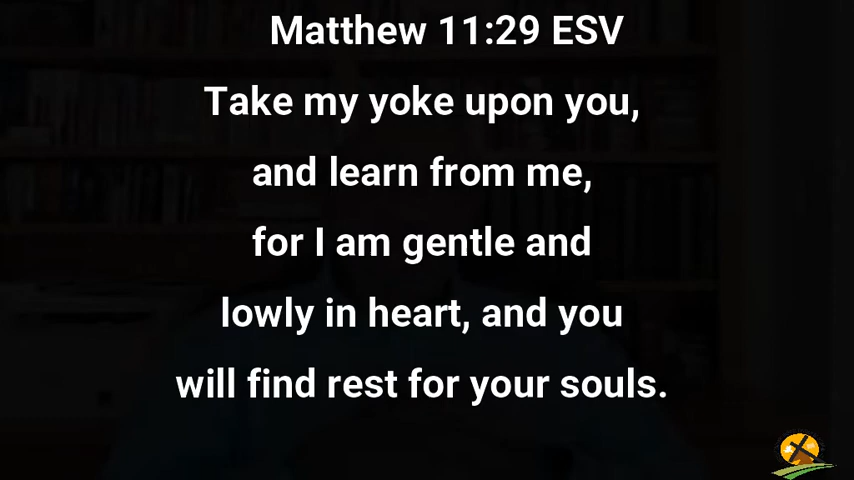 Matthew 11:29 ESV
Take my yoke upon you,
and learn from me,
for I am gentle and
lowly in heart, and you
will find rest for your souls.